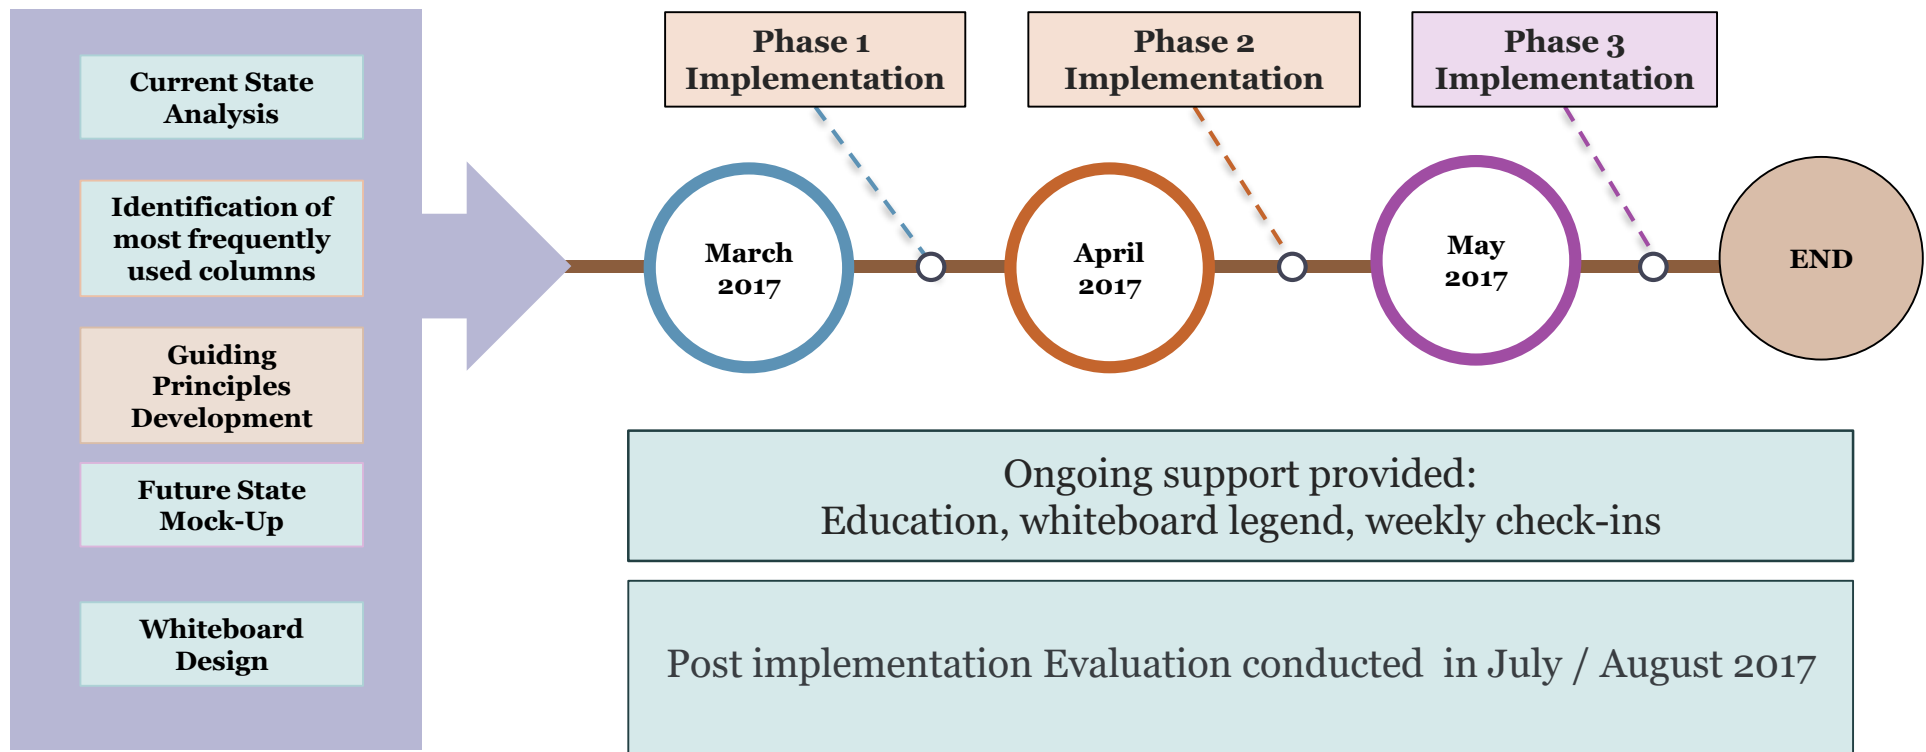 Current State
Analysis
Identification of
most frequently
used columns
Guiding
Principles
Development
Future State
Mock-Up
Whiteboard
Design
Phase 1
Implementation
Phase 2
Implementation
Phase 3
Implementation
March
2017
April
2017
May
2017
END
Ongoing support provided:
Education, whiteboard legend, weekly check-ins
Post implementation Evaluation conducted  in July / August 2017